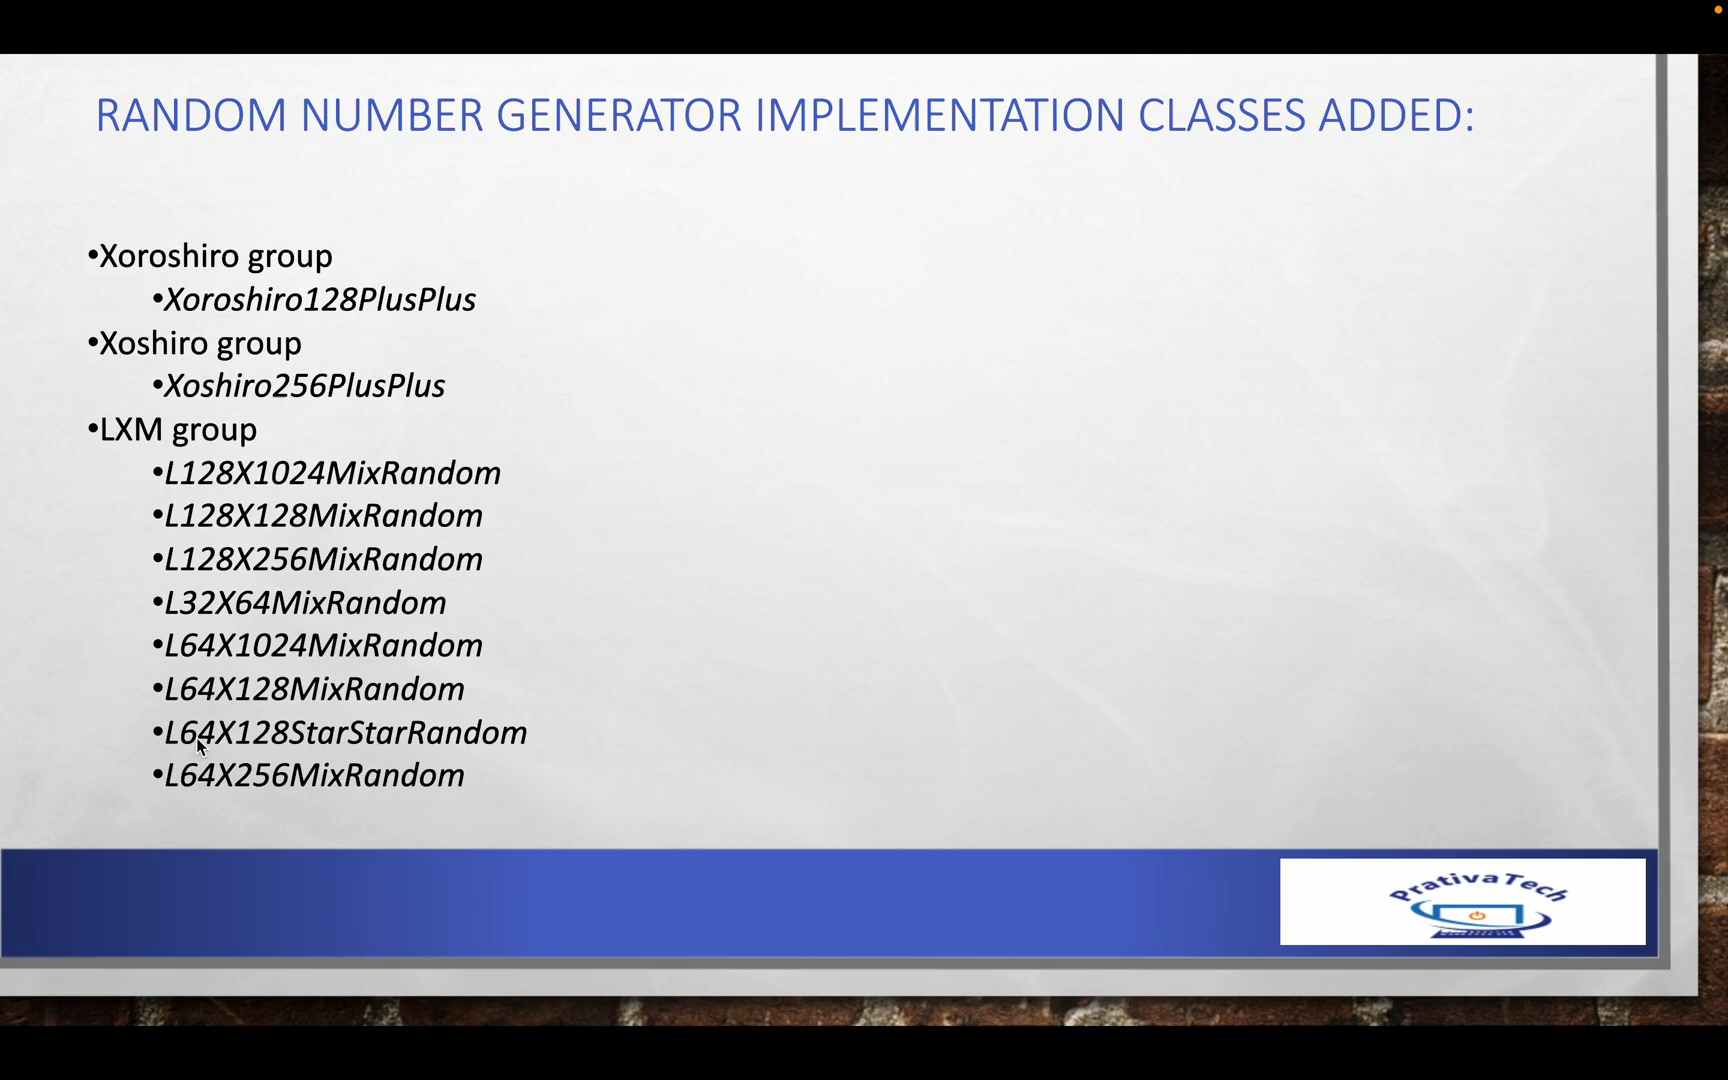 RANDOM NUMBER GENERATOR IMPLEMENTATION CLASSES ADDED:
•Xoroshiro group
•Xoroshiro128PlusPlus
•Xoshiro group
•Xoshiro256PlusPlus
•LXM group
•L128X1024MixRandom
•L128X128MixRandom
•L128X256MixRandom
•L32X64MixRandom
•L64X1024MixRandom
•L64X128MixRandom
•L64X128StarStarRandom
•L64X256MixRandom
PrativaTech